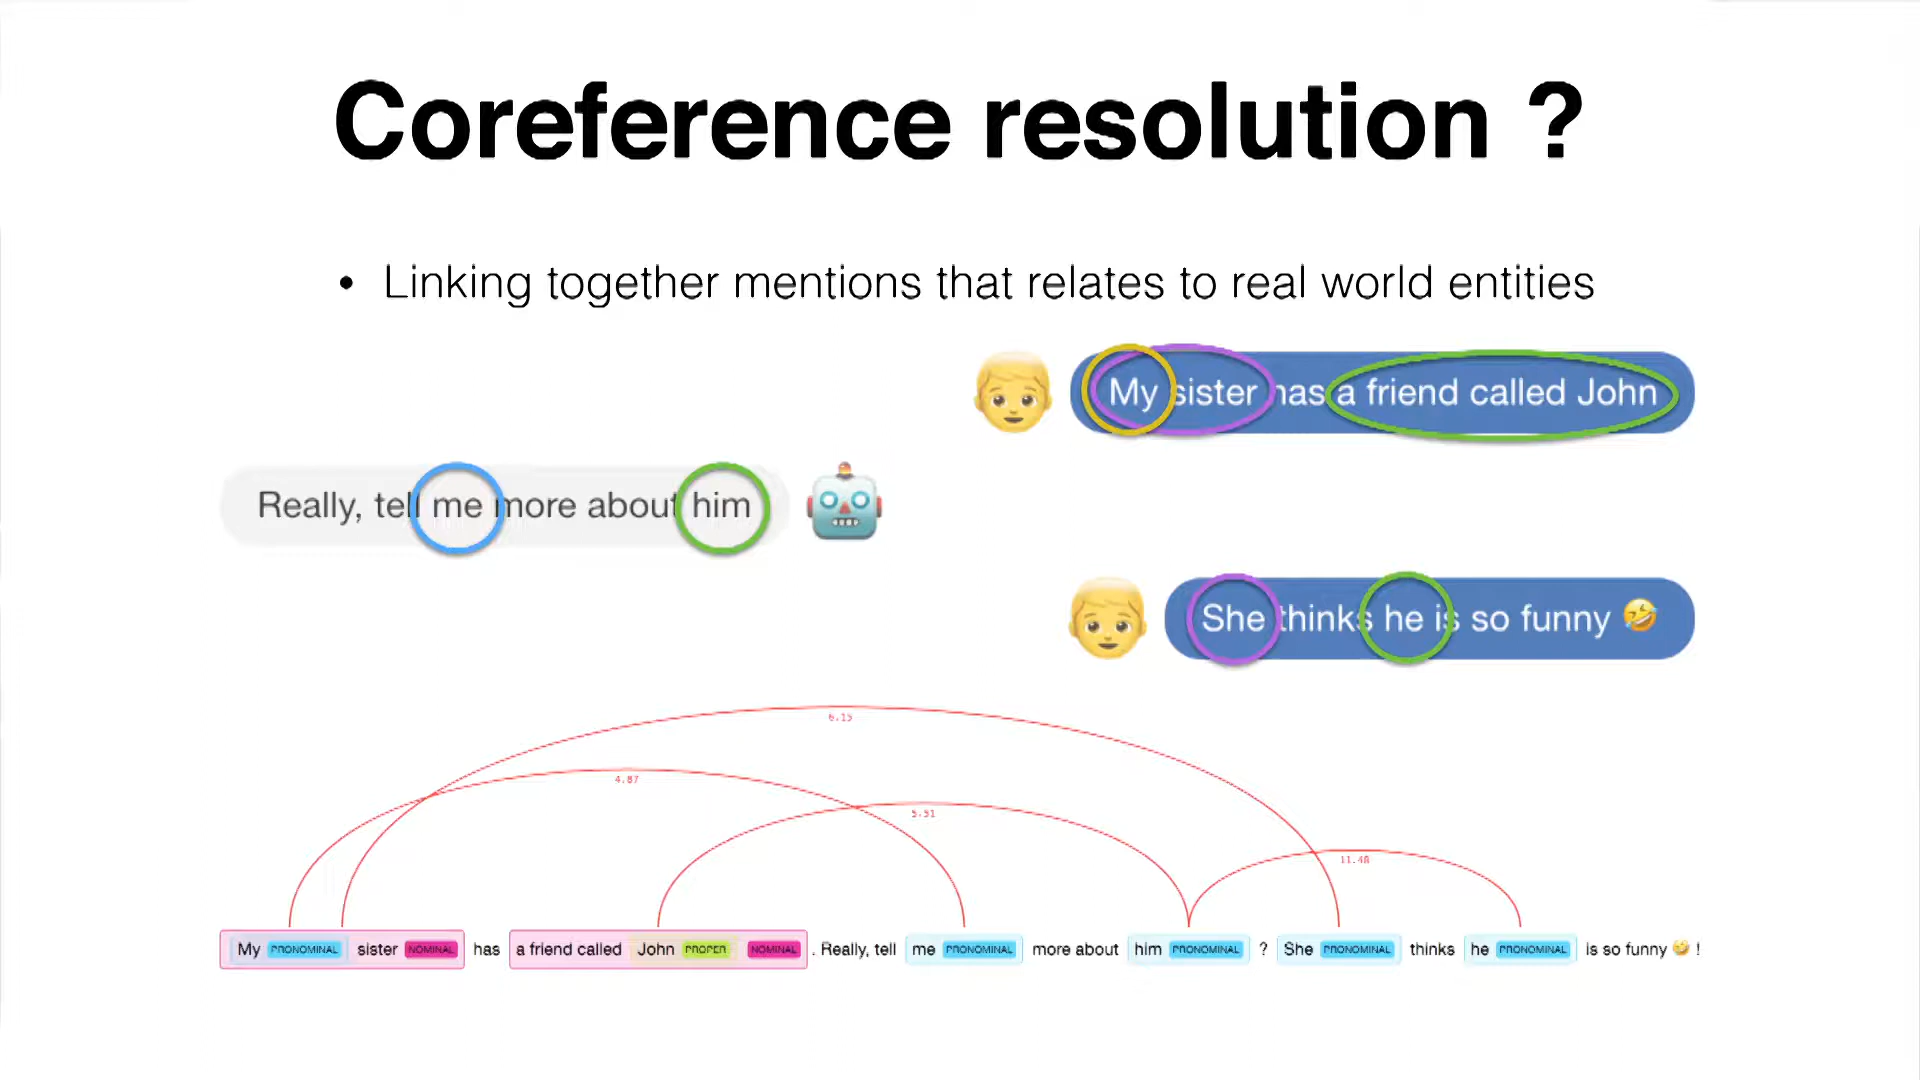 Coreference resolution ?
• Linking together mentions that relates to real world entities
My sister has a friend called John
Really, tell me more about him
She thinks he is so funny 🤣
6.15
4.87
5.51
11.48
My PRONOMINAL sister NOMINAL has a friend called John PROPER NOMINAL . Really, tell me PRONOMINAL more about him PRONOMINAL ? She PRONOMINAL thinks he PRONOMINAL is so funny 🤣 !